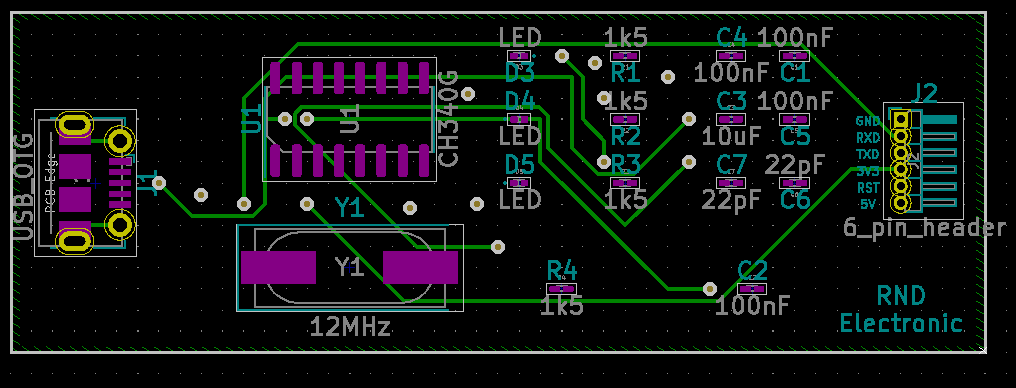 LED
1k5
C4
100nF
D3
R1
100nF
C1
D4
1k5
C3
100nF
LED
R2
10uF
C5
D5
R3
C7
22pF
LED
1k5
22pF
C6
U1
U1
CH340G
USB_OTG
PCB Edge
J1
Y1
Y1
12MHz
R4
1k5
C2
100nF
J2
J2
GND
RXD
TXD
3V3
RST
5V
6_pin_header
RND
Electronic